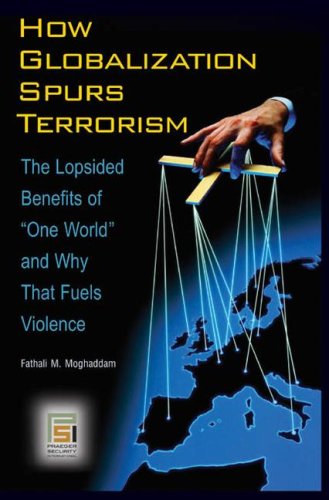 HOW
GLOBALIZATION
SPURS
TERRORISM
The Lopsided
Benefits of
“One World”
and Why
That Fuels
Violence
Fathali M. Moghaddam
PSI
PRAEGER
SECURITY
INTERNATIONAL